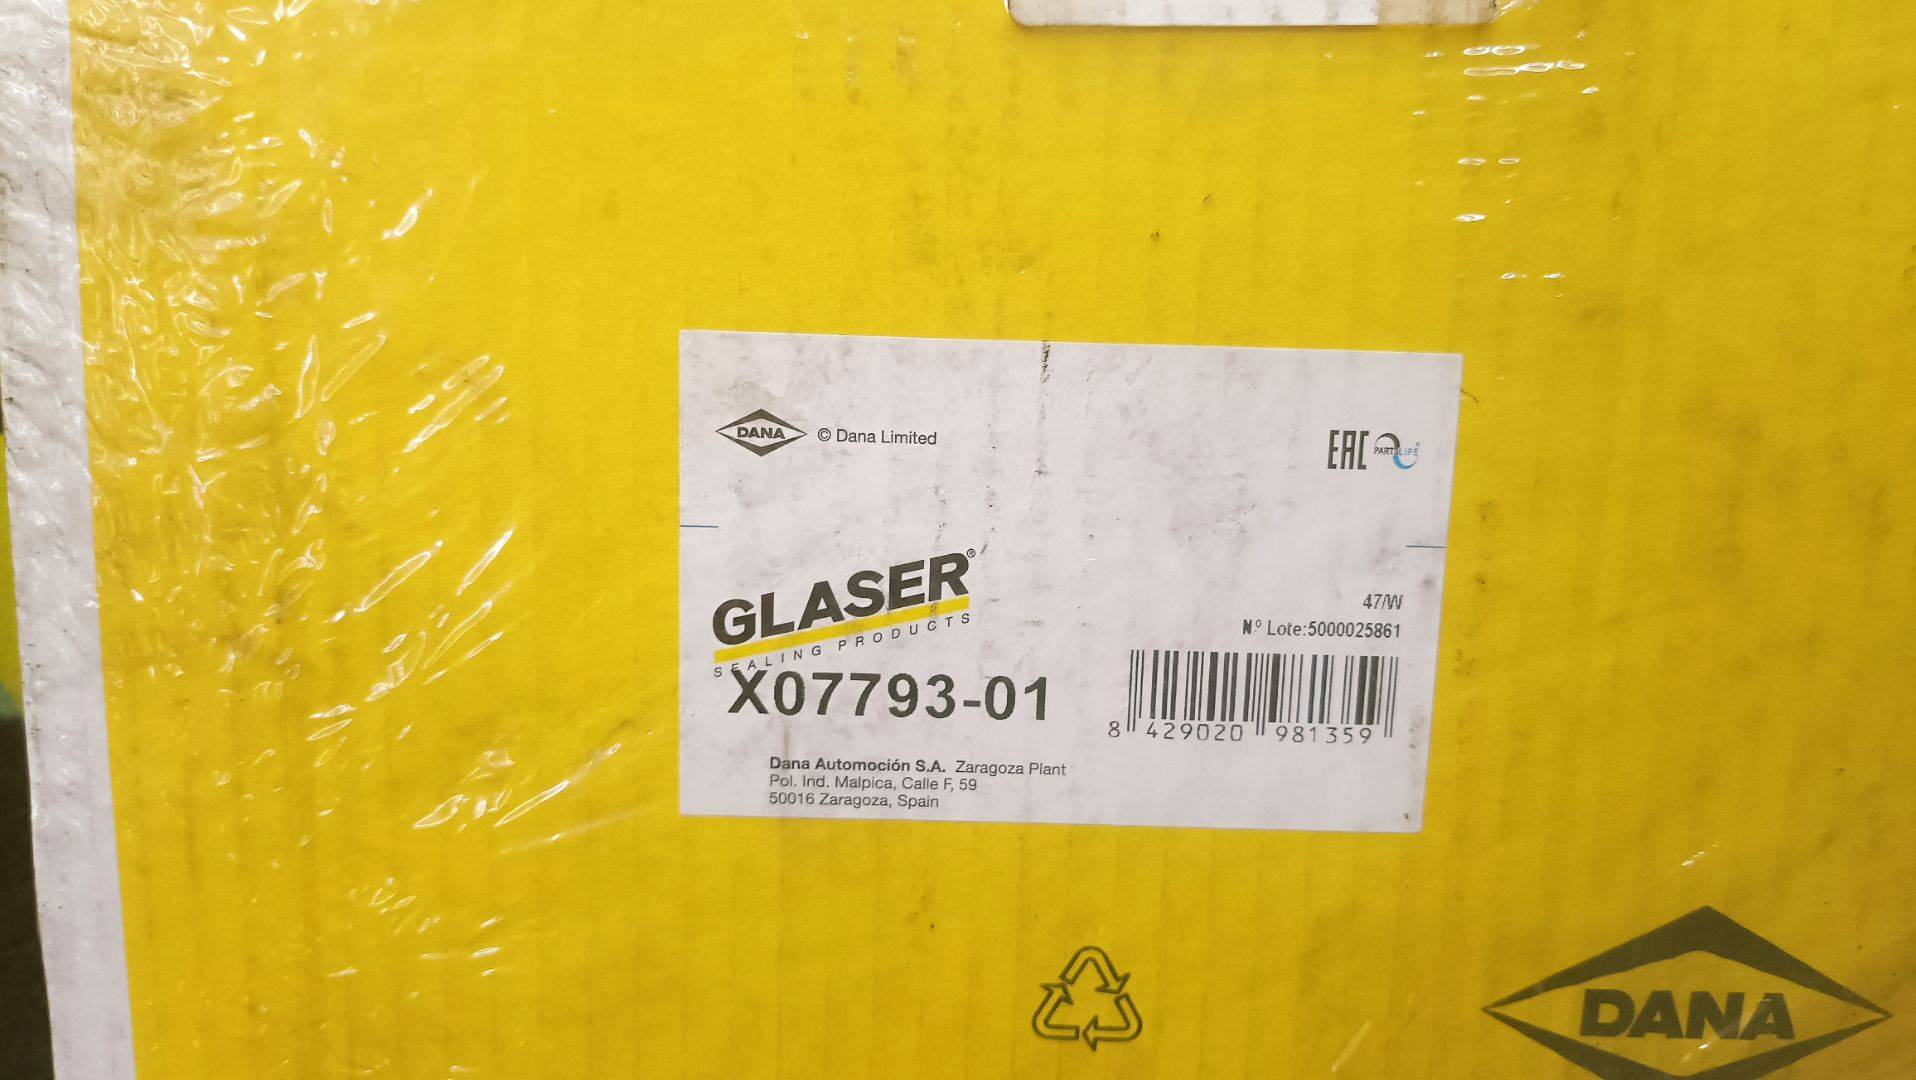 DANA © Dana Limited
EAC PARTSLIFE®
GLASER®
SEALING PRODUCTS
47/W
Nº Lote:5000025861
X07793-01
8 429020 981359
Dana Automoción S.A. Zaragoza Plant
Pol. Ind. Malpica, Calle F, 59
50016 Zaragoza, Spain
DANA